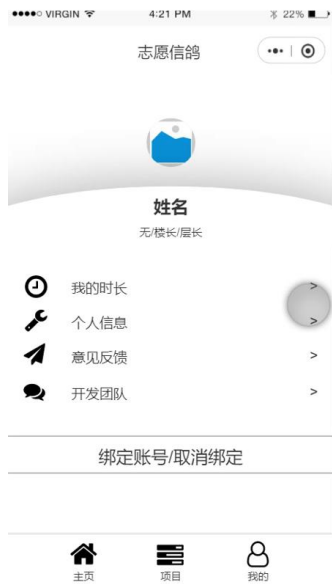 VIRGIN 4:21 PM 22%
志愿信鸽
姓名
无/楼长/层长
我的时长 >
个人信息 >
意见反馈 >
开发团队 >
绑定账号/取消绑定
主页 项目 我的